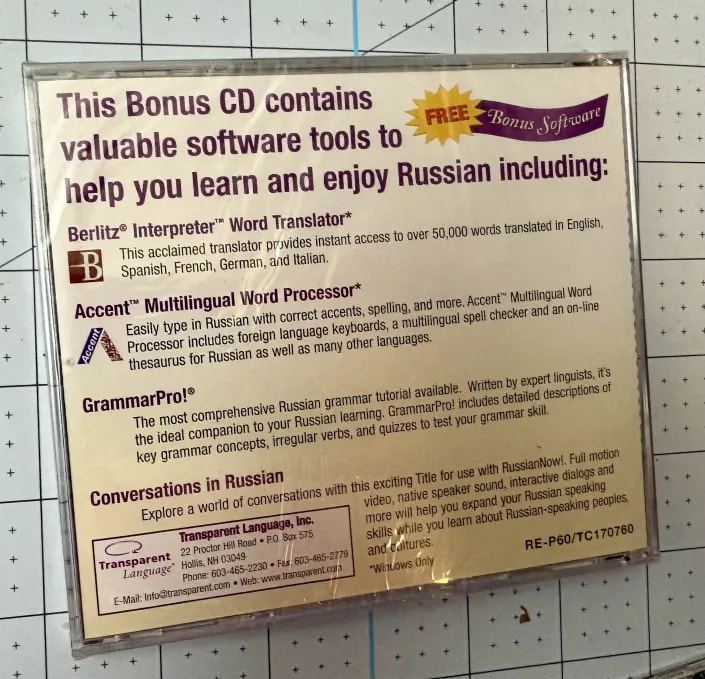 This Bonus CD contains
valuable software tools to
help you learn and enjoy Russian including:
FREE Bonus Software
Berlitz® Interpreter™ Word Translator*
B
This acclaimed translator provides instant access to over 50,000 words translated in English,
Spanish, French, German, and Italian.
Accent™ Multilingual Word Processor*
Accent
Easily type in Russian with correct accents, spelling, and more. Accent™ Multilingual Word
Processor includes foreign language keyboards, a multilingual spell checker and an on-line
thesaurus for Russian as well as many other languages.
GrammarPro!®
The most comprehensive Russian grammar tutorial available. Written by expert linguists, it's
the ideal companion to your Russian learning. GrammarPro! includes detailed descriptions of
key grammar concepts, irregular verbs, and quizzes to test your grammar skill.
Conversations in Russian
Explore a world of conversations with this exciting Title for use with RussianNow!. Full motion
video, native speaker sound, interactive dialogs and
more will help you expand your Russian speaking
skills while you learn about Russian-speaking peoples
and cultures.
*Windows Only
Transparent
Language®
Transparent Language, Inc.
22 Proctor Hill Road • P.O. Box 575
Hollis, NH 03049
Phone: 603-465-2230 • Fax: 603-465-2779
E-Mail: Info@transparent.com • Web: www.transparent.com
RE-P60/TC170760